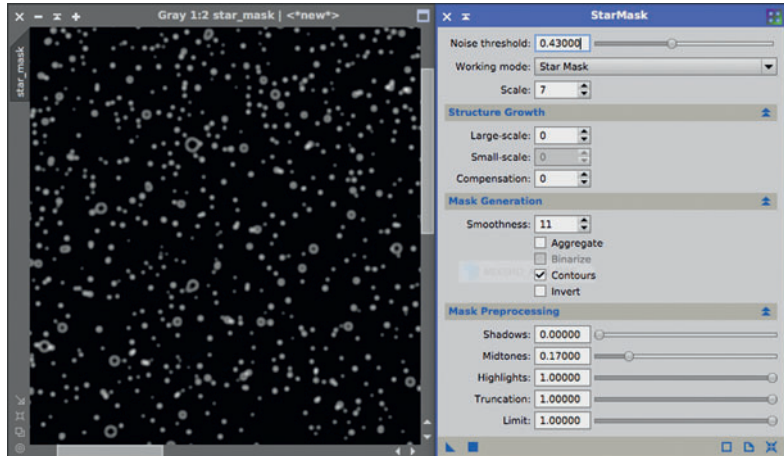 Gray 1:2 star_mask | <*new*>
star_mask
StarMask
Noise threshold: 0.43000
Working mode: Star Mask
Scale: 7
Structure Growth
Large-scale: 0
Small-scale: 0
Compensation: 0
Mask Generation
Smoothness: 11
Aggregate
Binarize
Contours
Invert
Mask Preprocessing
Shadows: 0.00000
Midtones: 0.17000
Highlights: 1.00000
Truncation: 1.00000
Limit: 1.00000